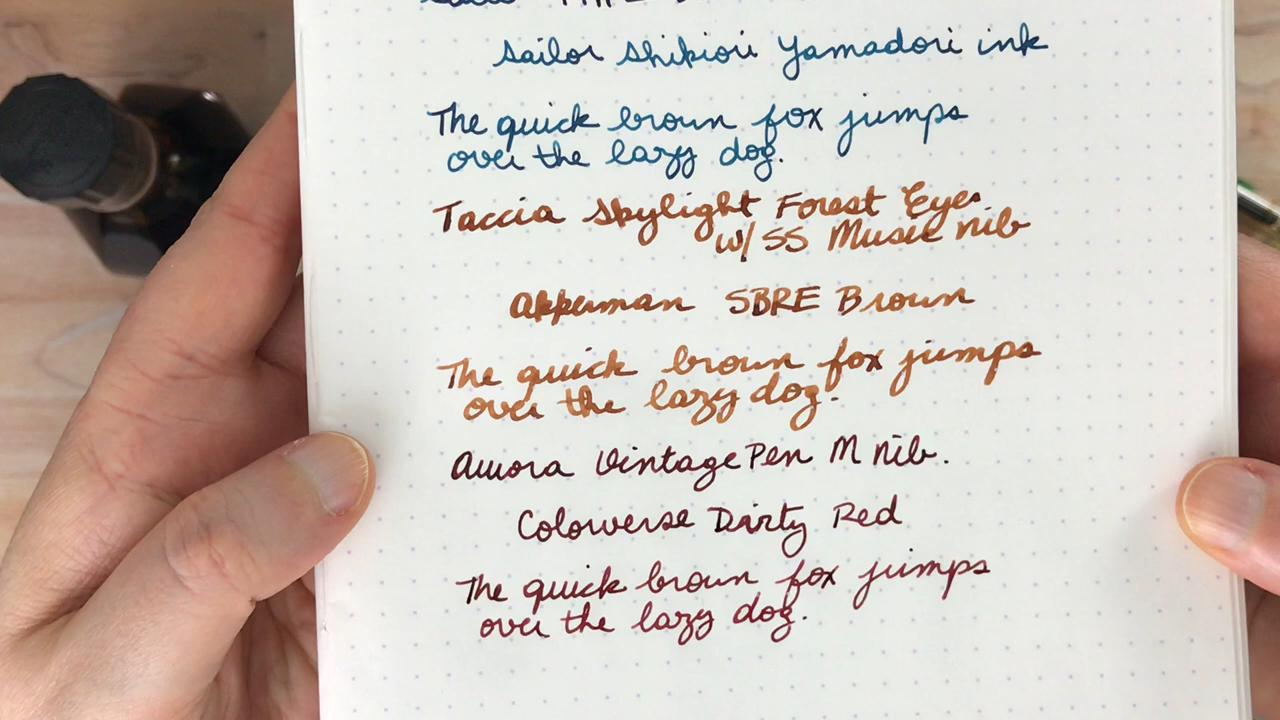 Sailor Shikiori Yamadori ink
The quick brown fox jumps
over the lazy dog.
Taccia Skylight Forest Eyes
w/ SS Music nib
Akkerman SBRE Brown
The quick brown fox jumps
over the lazy dog.
Aurora Vintage Pen M nib.
Colorverse Dirty Red
The quick brown fox jumps
over the lazy dog.